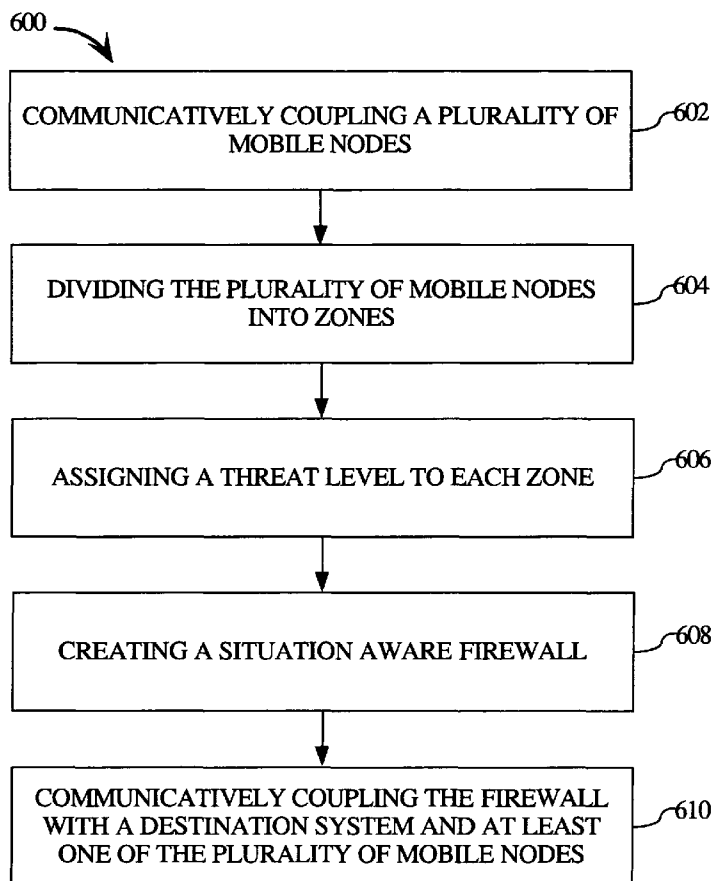 600
COMMUNICATIVELY COUPLING A PLURALITY OF
MOBILE NODES
602
DIVIDING THE PLURALITY OF MOBILE NODES
INTO ZONES
604
ASSIGNING A THREAT LEVEL TO EACH ZONE
606
CREATING A SITUATION AWARE FIREWALL
608
COMMUNICATIVELY COUPLING THE FIREWALL
WITH A DESTINATION SYSTEM AND AT LEAST
ONE OF THE PLURALITY OF MOBILE NODES
610